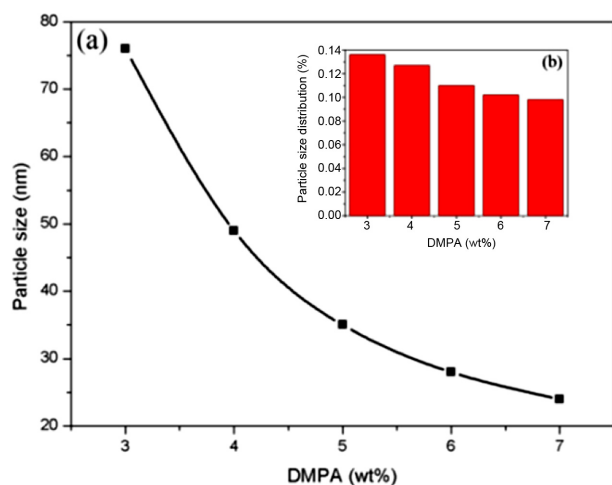 (a)
80
70
60
50
40
30
20
Particle size (nm)
3 4 5 6 7
DMPA (wt%)
(b)
0.14
0.12
0.10
0.08
0.06
0.04
0.02
0.00
Particle size distribution (%)
3 4 5 6 7
DMPA (wt%)